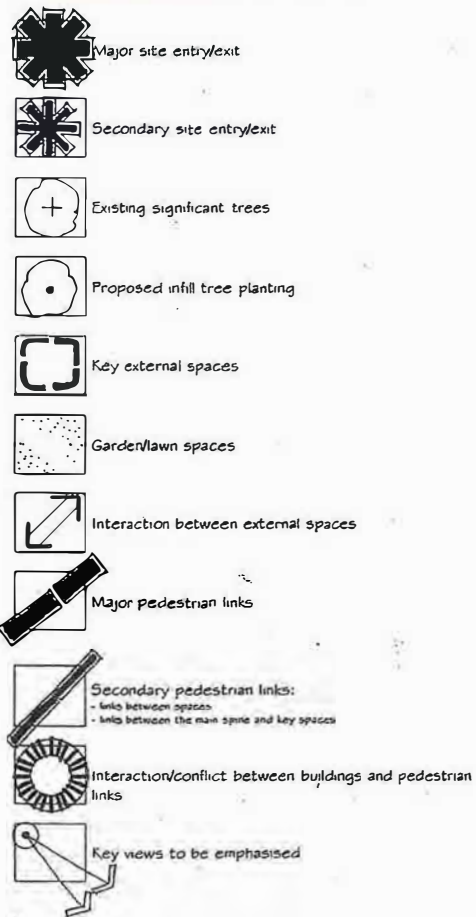 Major site entry/exit
Secondary site entry/exit
Existing significant trees
Proposed infill tree planting
Key external spaces
Garden/lawn spaces
Interaction between external spaces
Major pedestrian links
Secondary pedestrian links:
- links between spaces
- links between the main spine and key spaces
Interaction/conflict between buildings and pedestrian
links
Key views to be emphasised